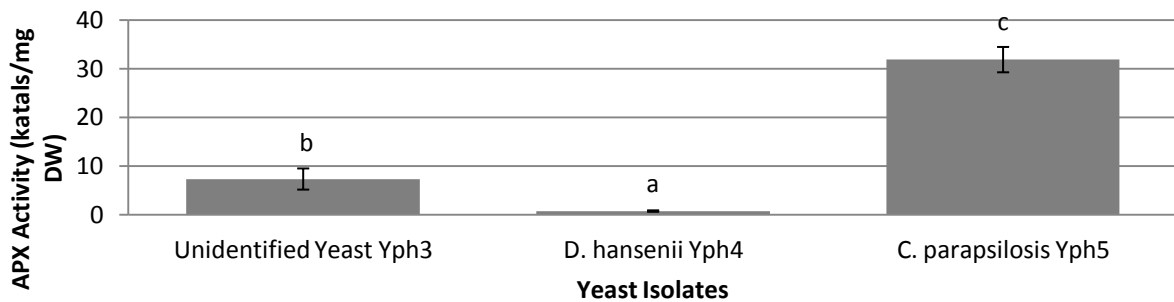 APX Activity (katals/mg
DW)
40
30
20
10
0
b
a
c
Unidentified Yeast Yph3
D. hansenii Yph4
C. parapsilosis Yph5
Yeast Isolates